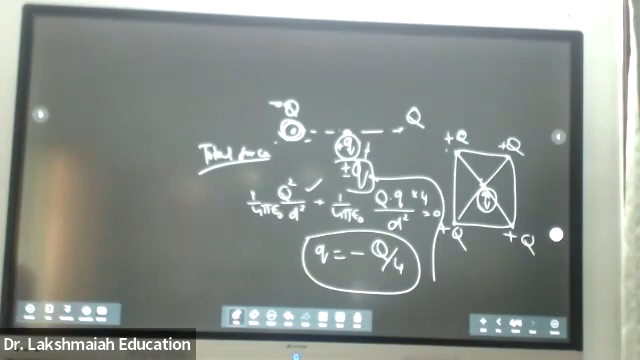 Q Q
Total force +q
+Q +Q
+q
1/4πε₀ Q²/d² + 1/4πε₀ Q·q×4/d² = 0
q
+Q +Q
q = - Q/4
Dr. Lakshmaiah Education